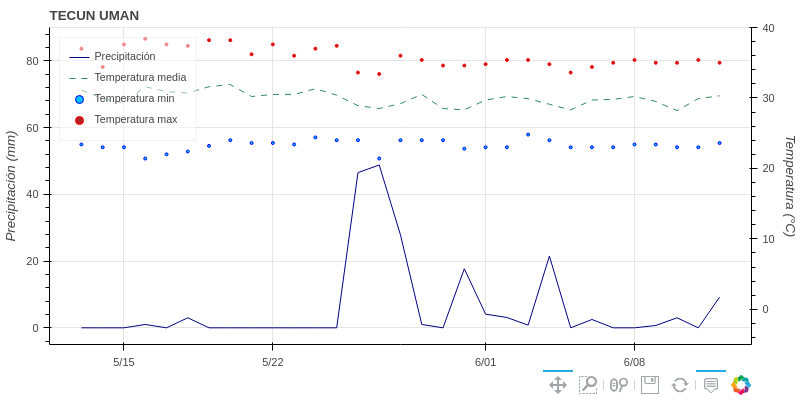 TECUN UMAN
Precipitación
Temperatura media
Temperatura min
Temperatura max
Precipitación (mm)
80
60
40
20
0
Temperatura (°C)
40
30
20
10
0
5/15
5/22
6/01
6/08